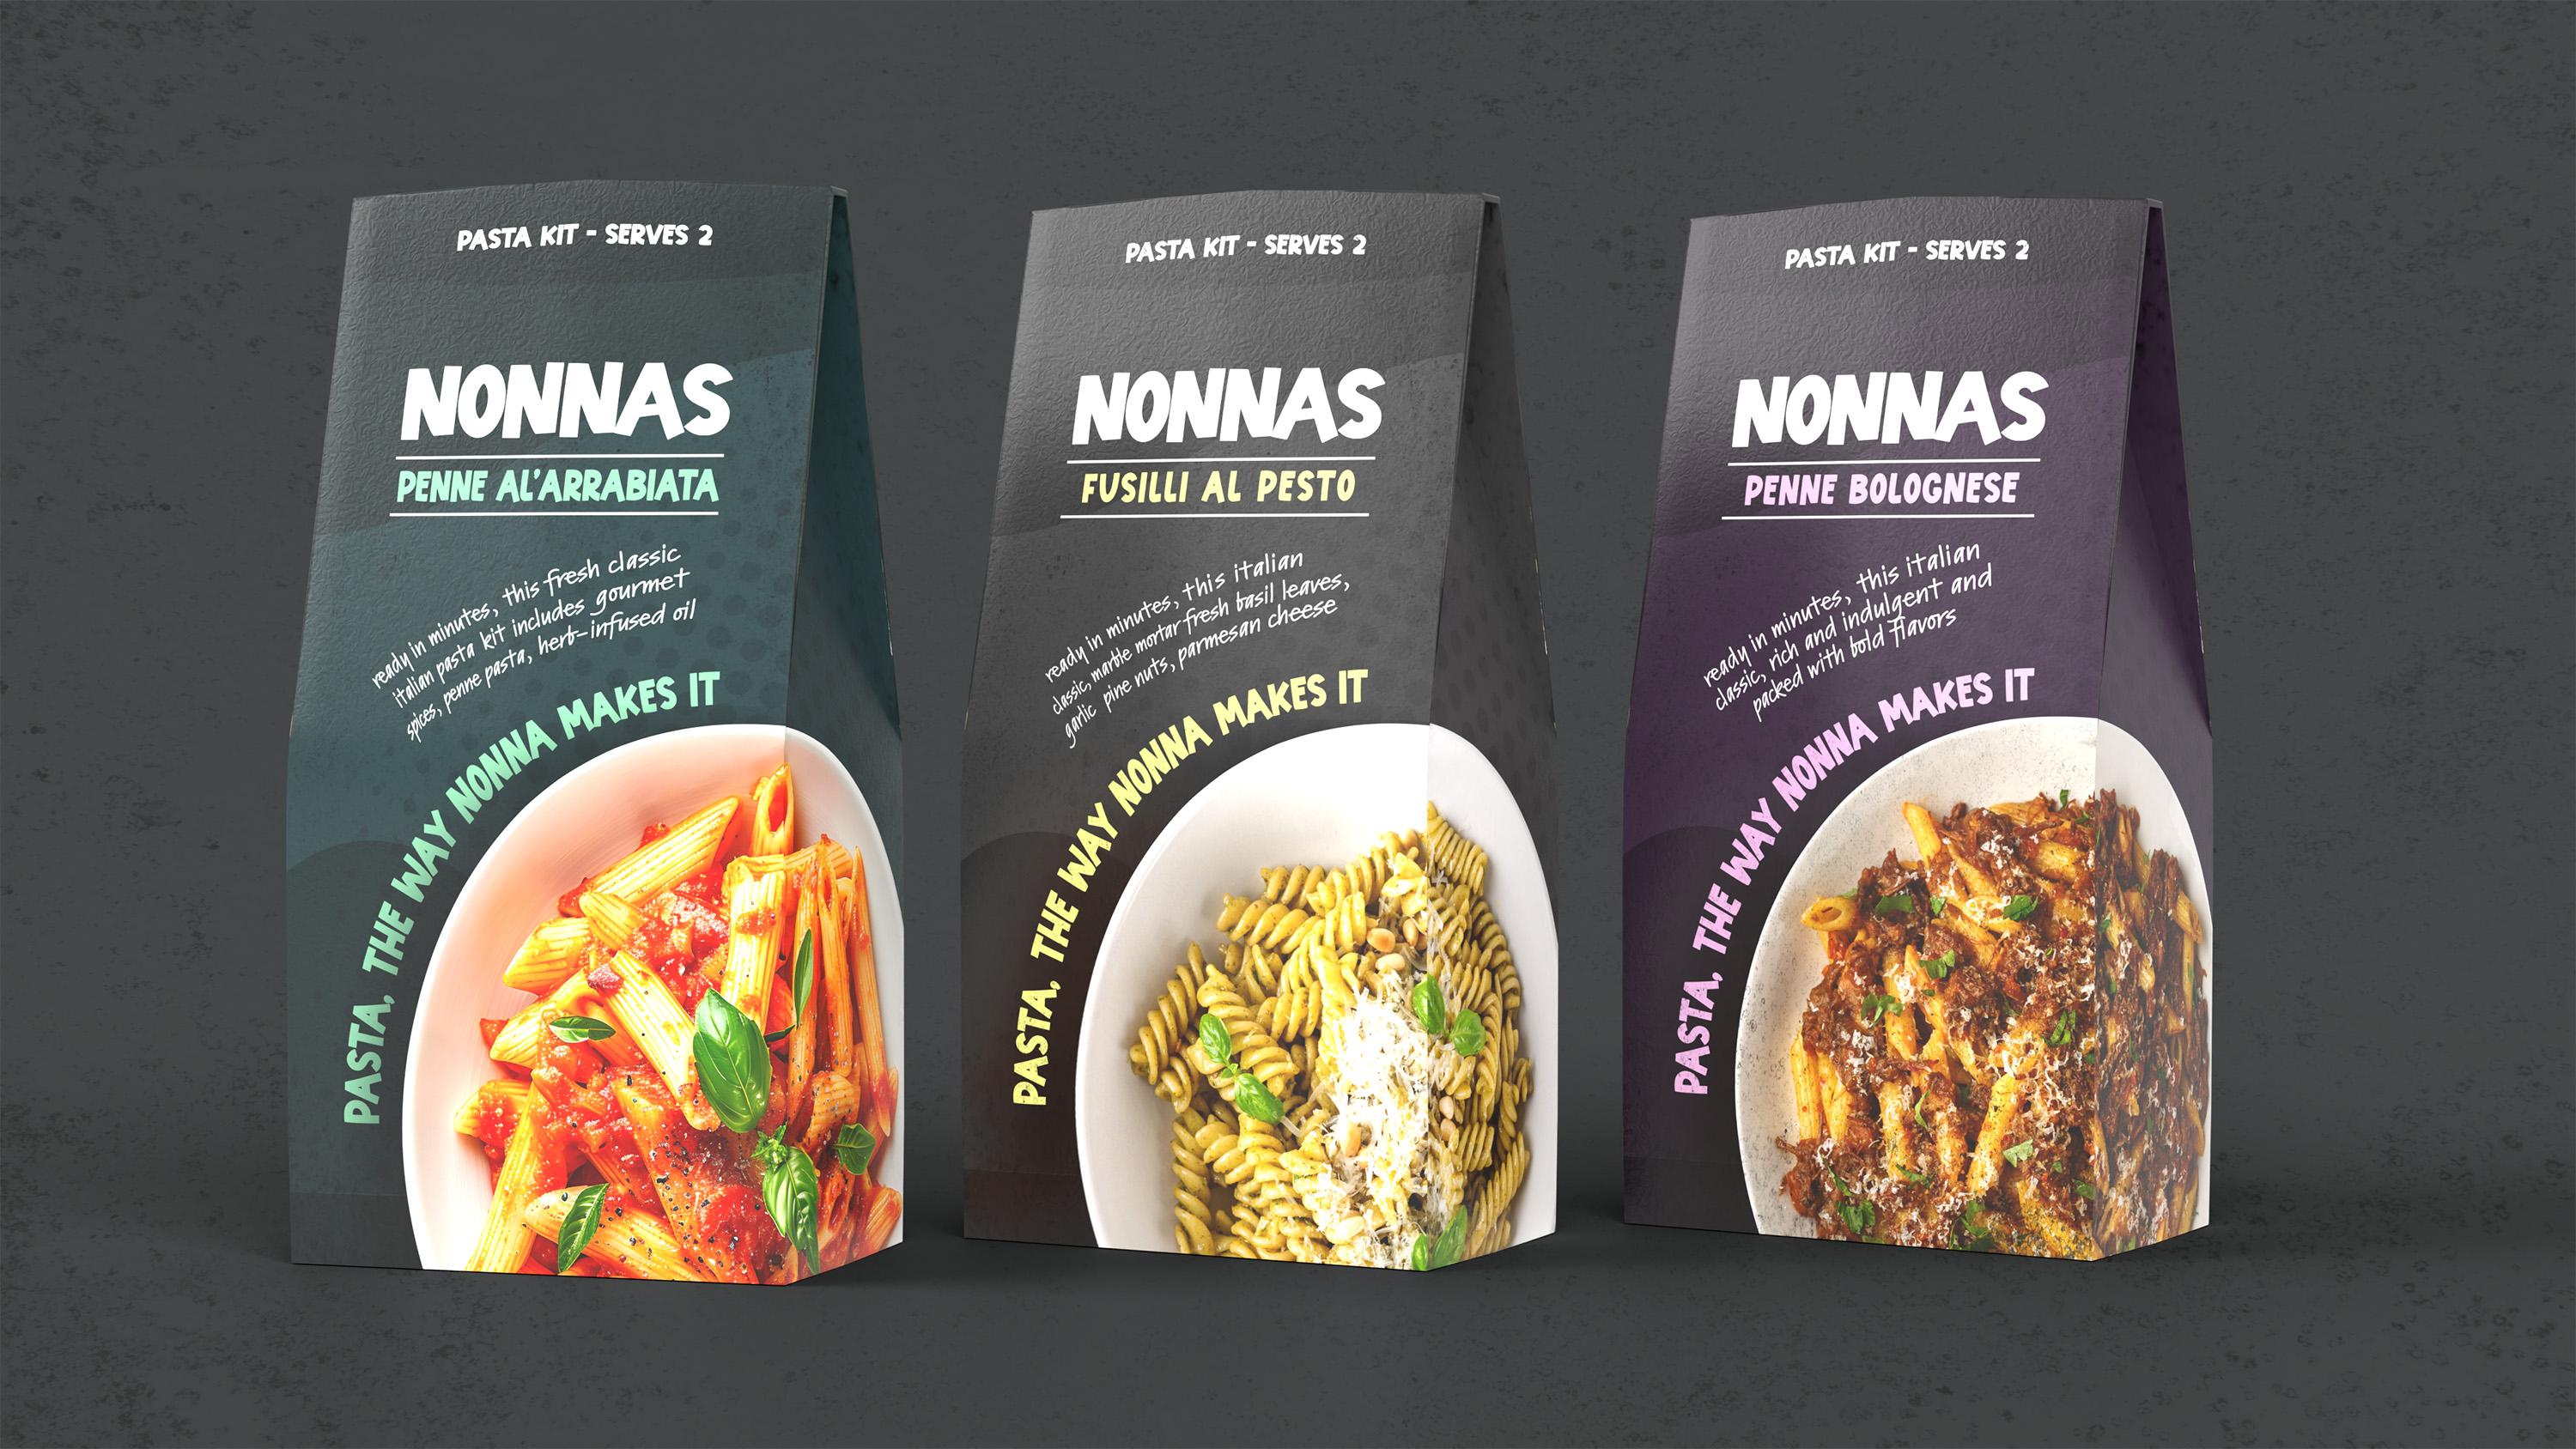 PASTA KIT - SERVES 2
NONNAS
PENNE AL'ARRABIATA
ready in minutes, this fresh classic
italian pasta kit includes gourmet
spices, penne pasta, herb-infused oil
PASTA, THE WAY NONNA MAKES IT
PASTA KIT - SERVES 2
NONNAS
FUSILLI AL PESTO
ready in minutes, this italian
classic, marble mortar fresh basil leaves,
garlic pine nuts, parmesan cheese
PASTA, THE WAY NONNA MAKES IT
PASTA KIT - SERVES 2
NONNAS
PENNE BOLOGNESE
ready in minutes, this italian
classic, rich and indulgent and
packed with bold flavors
PASTA, THE WAY NONNA MAKES IT